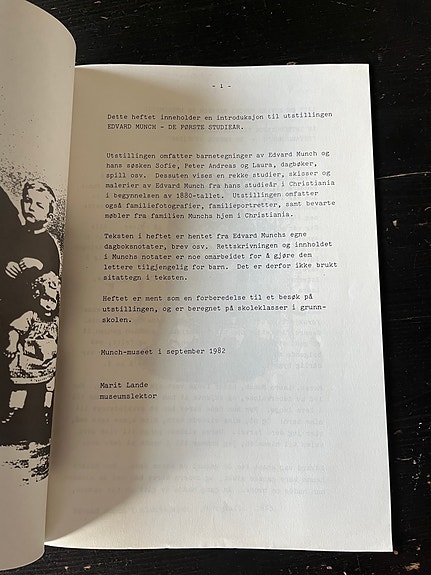 - 1 -
Dette heftet inneholder en introduksjon til utstillingen
EDVARD MUNCH - DE FØRSTE STUDIEÅR.
Utstillingen omfatter barnetegninger av Edvard Munch og
hans søsken Sofie, Peter Andreas og Laura, dagbøker,
spill osv. Dessuten vises en rekke studier, skisser og
malerier av Edvard Munch fra hans studieår i Christiania
i begynnelsen av 1880-tallet. Utstillingen omfatter
også familiefotografier, familieportretter, samt bevarte
møbler fra familien Munchs hjem i Christiania.
Teksten i heftet er hentet fra Edvard Munchs egne
dagboksnotater, brev osv. Rettskrivningen og innholdet
i Munchs notater er noe omarbeidet for å gjøre dem
lettere tilgjengelig for barn. Det er derfor ikke brukt
sitattegn i teksten.
Heftet er ment som en forberedelse til et besøk på
utstillingen, og er beregnet på skoleklasser i grunn-
skolen.
Munch-museet i september 1982
Marit Lande
museumslektor